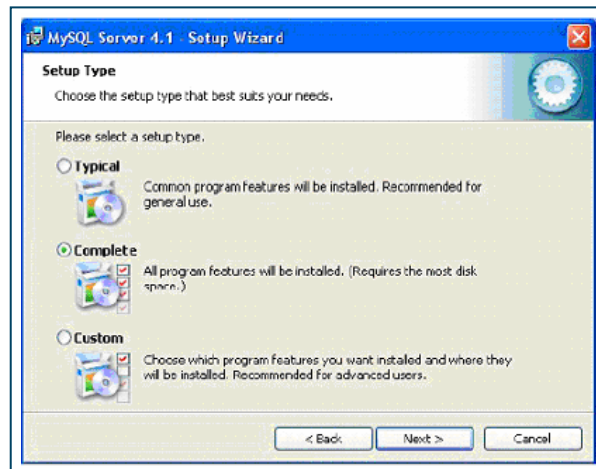 MySQL Server 4.1 - Setup Wizard
Setup Type
Choose the setup type that best suits your needs.
Please select a setup type.
Typical
Common program features will be installed. Recommended for
general use.
Complete
All program features will be installed. (Requires the most disk
space.)
Custom
Choose which program features you want installed and where they
will be installed. Recommended for advanced users.
< Back
Next >
Cancel